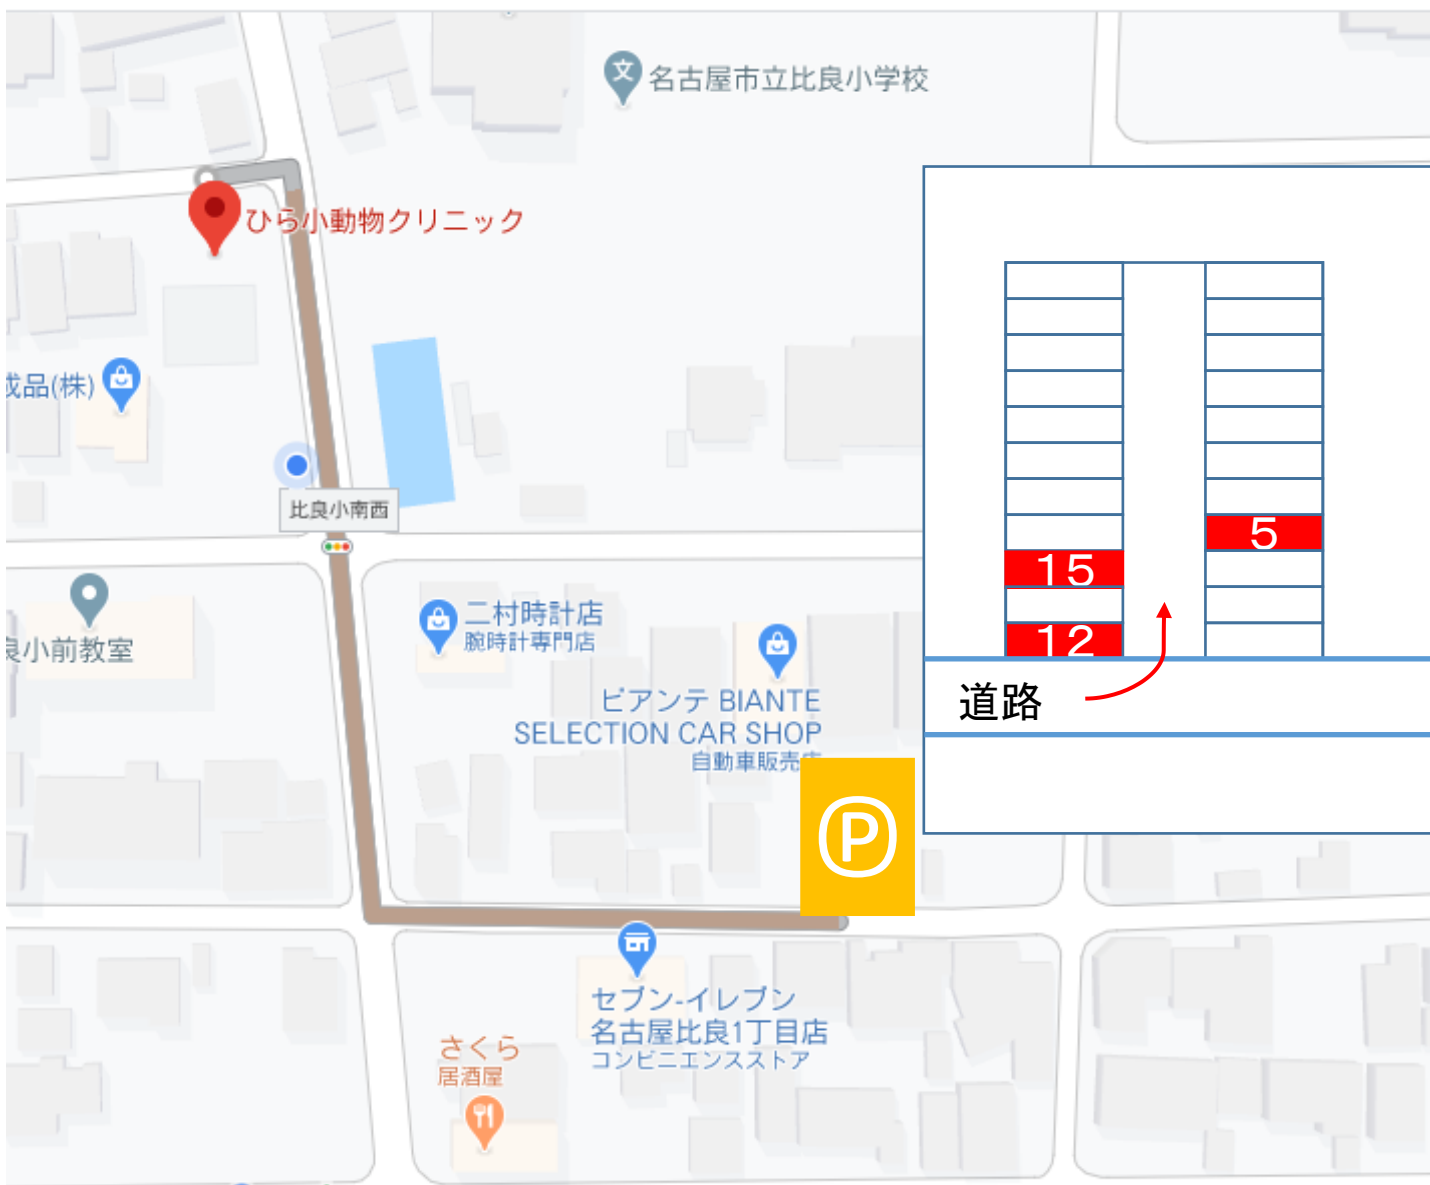 文
名古屋市立比良小学校
ひら小動物クリニック
成品(株)
比良小南西
5
15
12
道路
良小前教室
二村時計店
腕時計専門店
ビアンテ BIANTE
SELECTION CAR SHOP
自動車販売店
P
セブン-イレブン
名古屋比良1丁目店
コンビニエンスストア
さくら
居酒屋